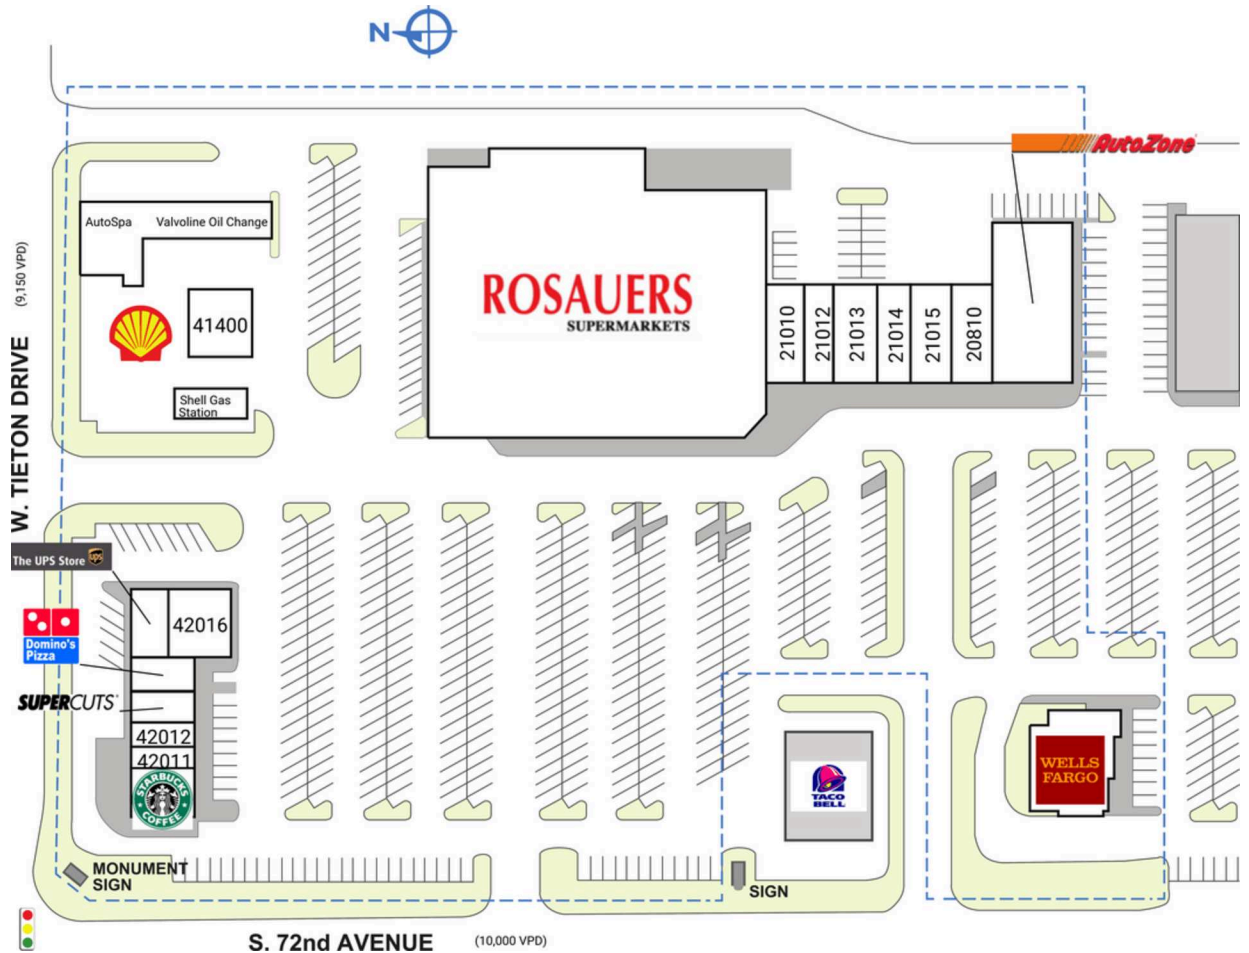 N
AutoZone
AutoSpa
Valvoline Oil Change
ROSAUERS
SUPERMARKETS
41400
21010
21012
21013
21014
21015
20810
Shell Gas
Station
W. TIETON DRIVE
(9,150 VPD)
The UPS Store
ups
42016
Domino's
Pizza
SUPERCUTS
42012
42011
STARBUCKS
COFFEE
TACO
BELL
WELLS
FARGO
MONUMENT
SIGN
SIGN
S. 72nd AVENUE
(10,000 VPD)